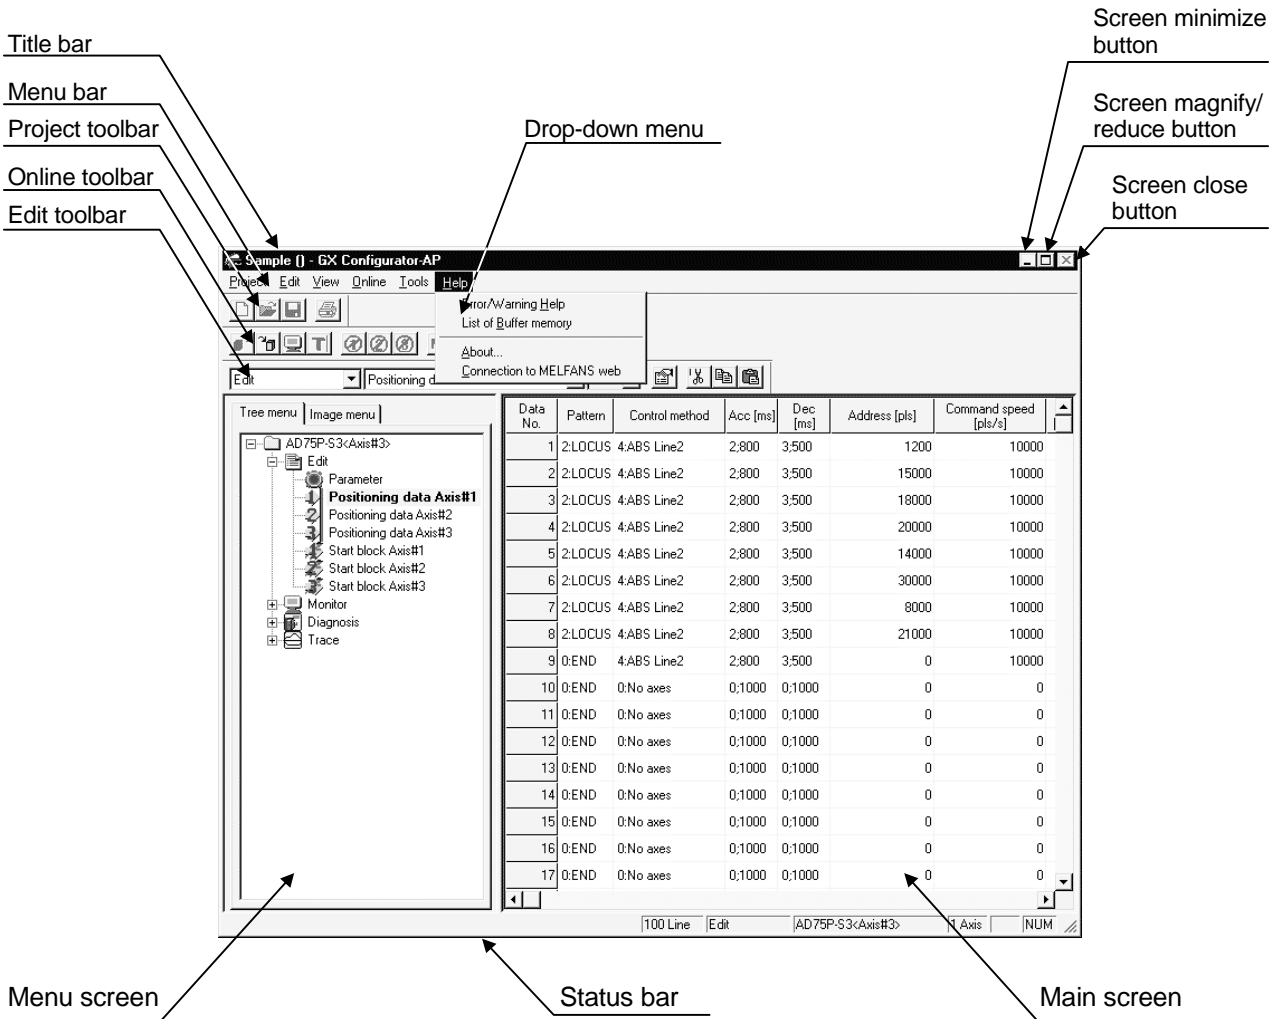 Screen minimize
button
Title bar
Menu bar
Screen magnify/
reduce button
Project toolbar
Drop-down menu
Online toolbar
Screen close
button
Edit toolbar
Sample () - GX Configurator-AP
Project Edit View Online Tools Help
Error/Warning Help
List of Buffer memory
About...
Connection to MELFANS web
Edit
Positioning d
Tree menu Image menu
AD75P-S3<Axis#3>
Edit
Parameter
Positioning data Axis#1
Positioning data Axis#2
Positioning data Axis#3
Start block Axis#1
Start block Axis#2
Start block Axis#3
Monitor
Diagnosis
Trace
Data No. Pattern Control method Acc [ms] Dec [ms] Address [pls] Command speed [pls/s]
1 2:LOCUS 4:ABS Line2 2;800 3;500 1200 10000
2 2:LOCUS 4:ABS Line2 2;800 3;500 15000 10000
3 2:LOCUS 4:ABS Line2 2;800 3;500 18000 10000
4 2:LOCUS 4:ABS Line2 2;800 3;500 20000 10000
5 2:LOCUS 4:ABS Line2 2;800 3;500 14000 10000
6 2:LOCUS 4:ABS Line2 2;800 3;500 30000 10000
7 2:LOCUS 4:ABS Line2 2;800 3;500 8000 10000
8 2:LOCUS 4:ABS Line2 2;800 3;500 21000 10000
9 0:END 4:ABS Line2 2;800 3;500 0 10000
10 0:END 0:No axes 0;1000 0;1000 0 0
11 0:END 0:No axes 0;1000 0;1000 0 0
12 0:END 0:No axes 0;1000 0;1000 0 0
13 0:END 0:No axes 0;1000 0;1000 0 0
14 0:END 0:No axes 0;1000 0;1000 0 0
15 0:END 0:No axes 0;1000 0;1000 0 0
16 0:END 0:No axes 0;1000 0;1000 0 0
17 0:END 0:No axes 0;1000 0;1000 0 0
100 Line Edit AD75P-S3<Axis#3> 1 Axis NUM
Menu screen
Status bar
Main screen